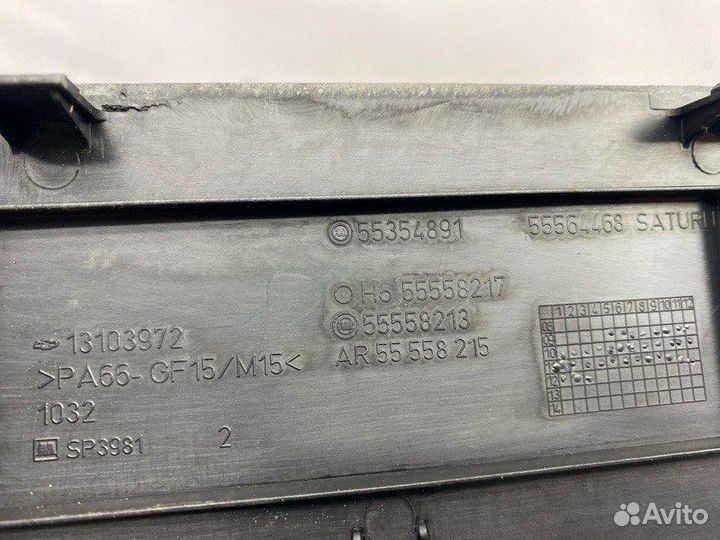 55354891 55564468 SATUR
Ho 55558217
55558213
AR 55 558 215
13103972
>PA66-GF15/M15<
1032
SP3981 2
1 2 3 4 5 6 7 8 9 10 11 12
08
09
10
11
12
13
14
Avito